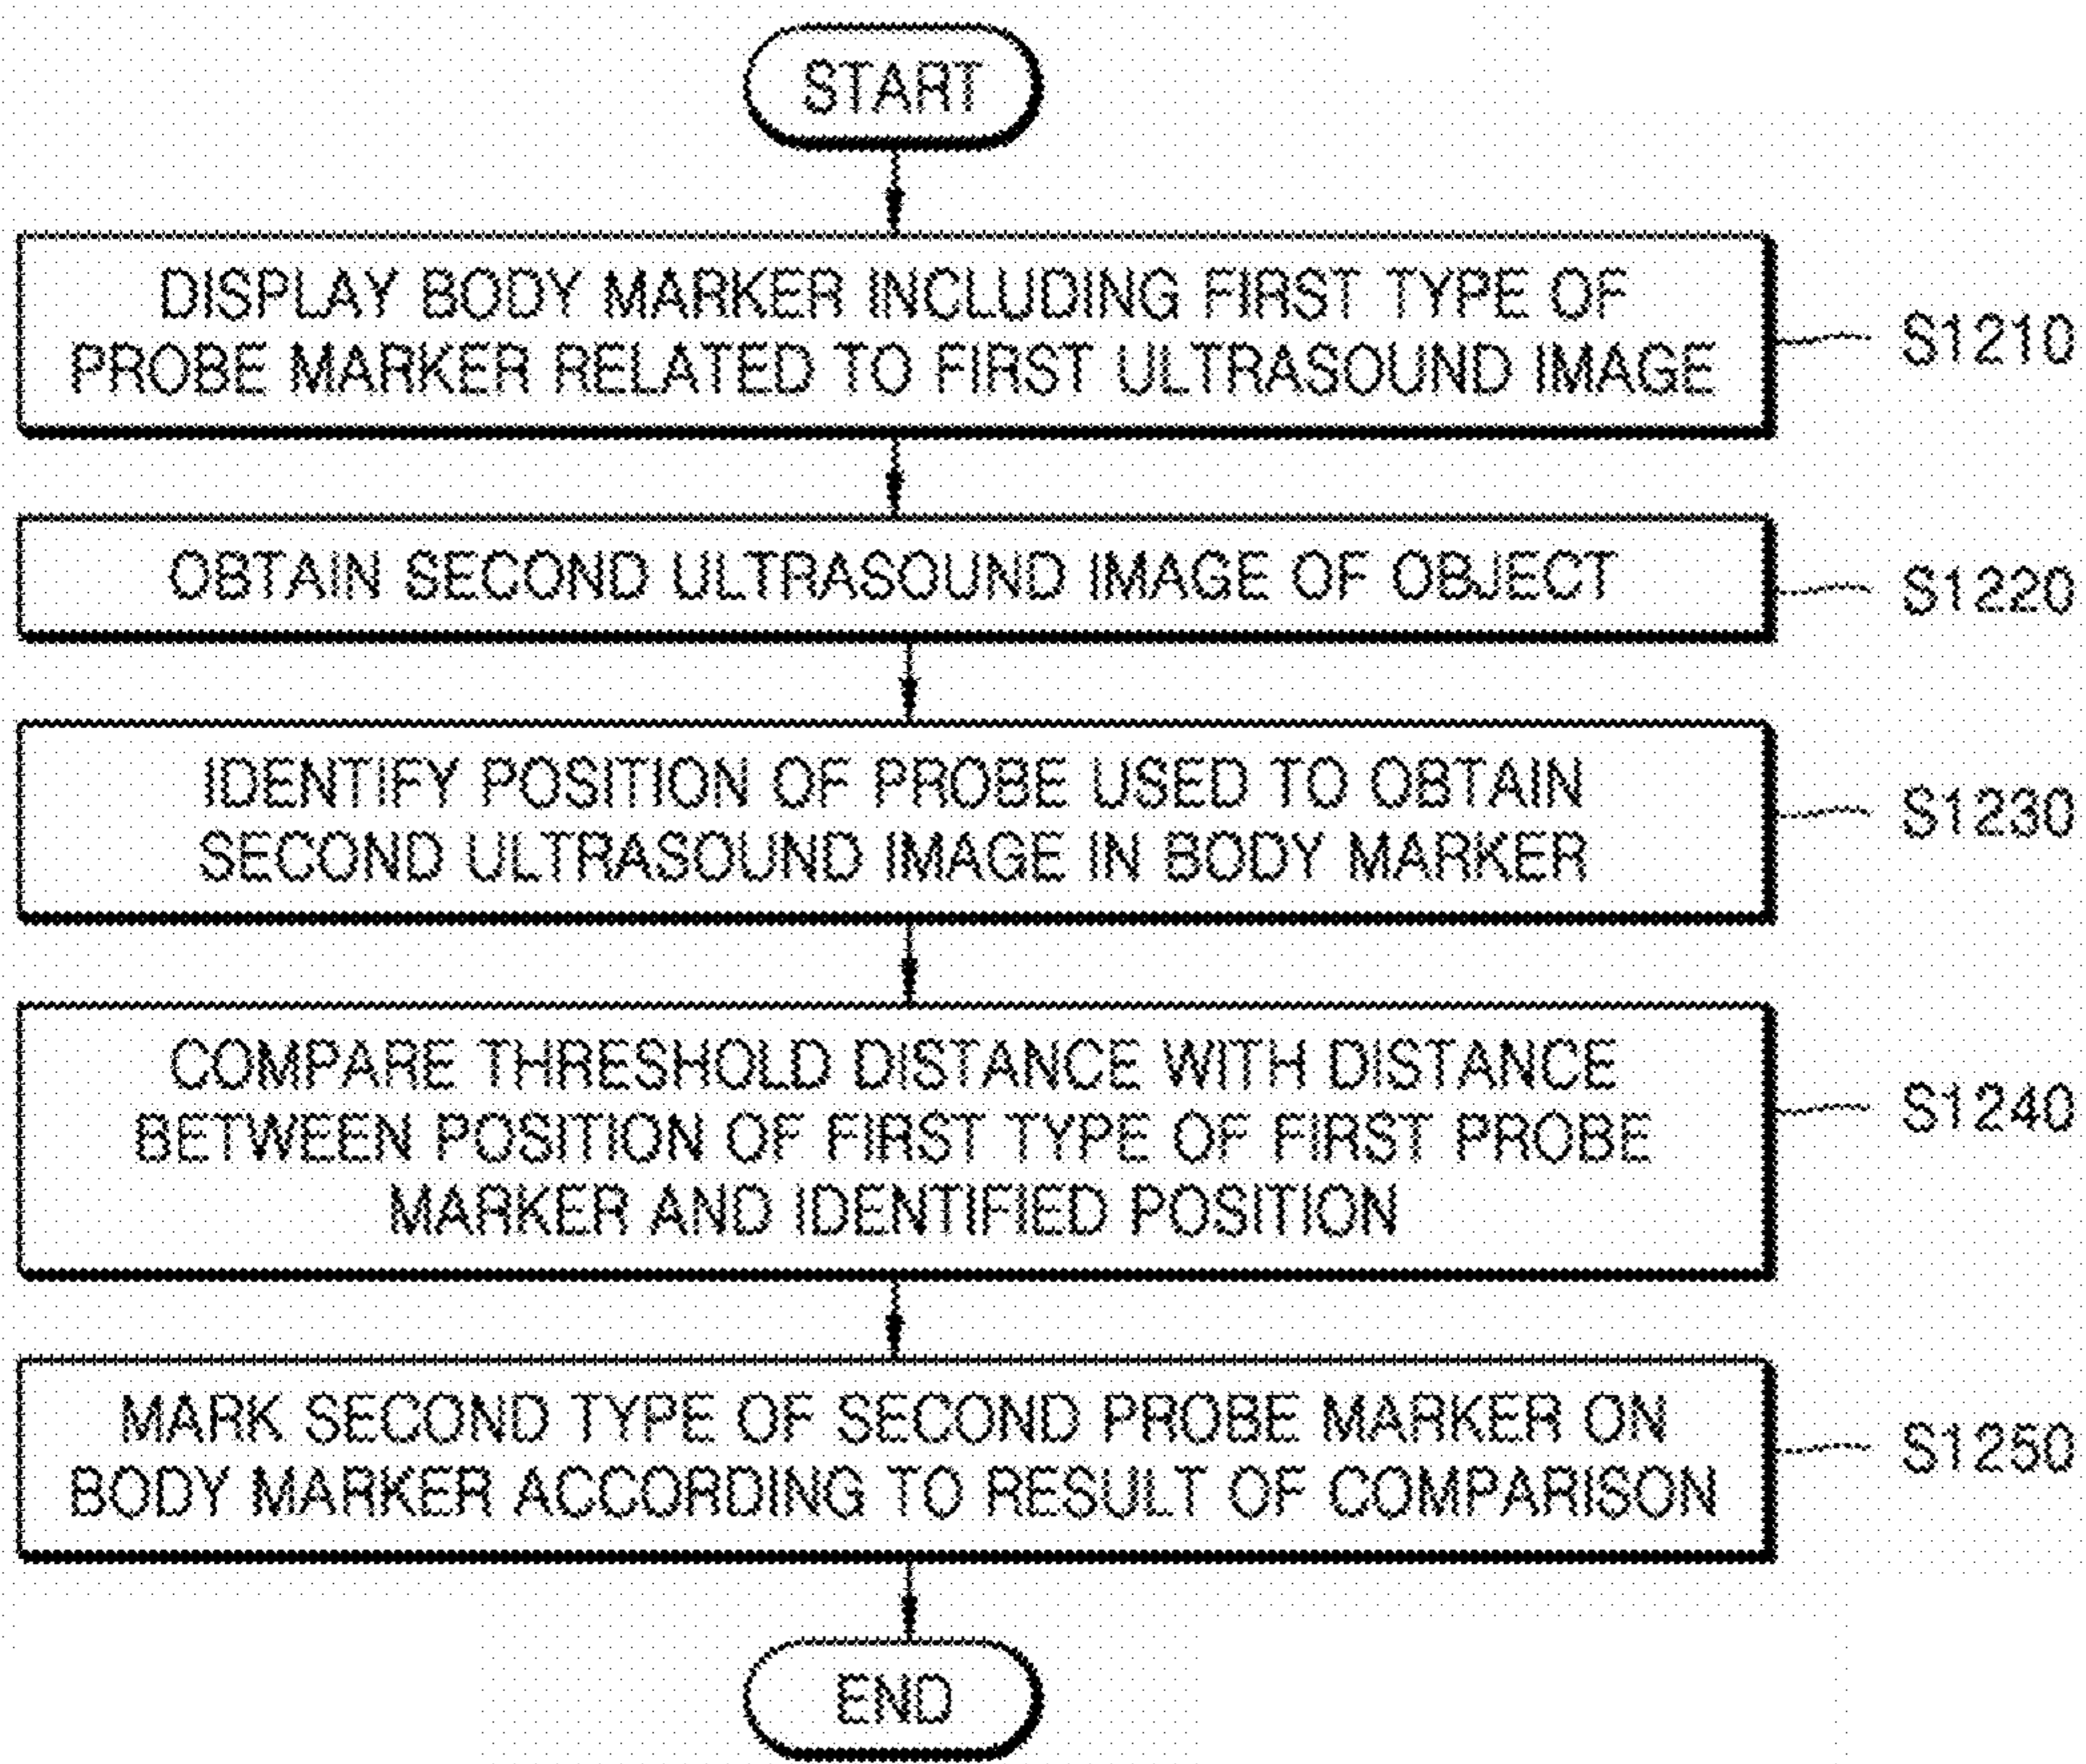 START
DISPLAY BODY MARKER INCLUDING FIRST TYPE OF
PROBE MARKER RELATED TO FIRST ULTRASOUND IMAGE
S1210
OBTAIN SECOND ULTRASOUND IMAGE OF OBJECT
S1220
IDENTIFY POSITION OF PROBE USED TO OBTAIN
SECOND ULTRASOUND IMAGE IN BODY MARKER
S1230
COMPARE THRESHOLD DISTANCE WITH DISTANCE
BETWEEN POSITION OF FIRST TYPE OF FIRST PROBE
MARKER AND IDENTIFIED POSITION
S1240
MARK SECOND TYPE OF SECOND PROBE MARKER ON
BODY MARKER ACCORDING TO RESULT OF COMPARISON
S1250
END